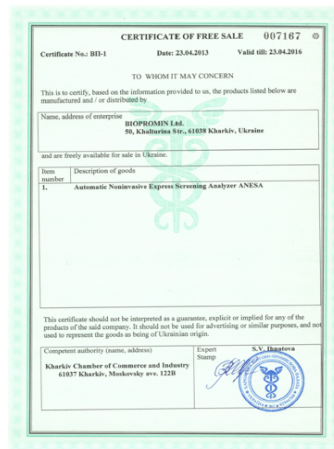 CERTIFICATE OF FREE SALE 007167
Certificate No.: ВП-1 Date: 23.04.2013 Valid till: 23.04.2016
TO WHOM IT MAY CONCERN
This is to certify, based on the information provided to us, the products listed below are
manufactured and / or distributed by
Name, address of enterprise
BIOPROMIN Ltd.
50, Khalturina Str., 61038 Kharkiv, Ukraine
and are freely available for sale in Ukraine.
Item Description of goods
number
1. Automatic Noninvasive Express Screening Analyzer ANESA
This certificate should not be interpreted as a guarantee, explicit or implied for any of the
products of the said company. It should not be used for advertising or similar purposes, and not
used to represent the goods as being of Ukrainian origin.
Competent authority (name, address) Expert S.V. Ihnatova
Stamp
Kharkiv Chamber of Commerce and Industry
61037 Kharkiv, Moskovsky ave. 122B